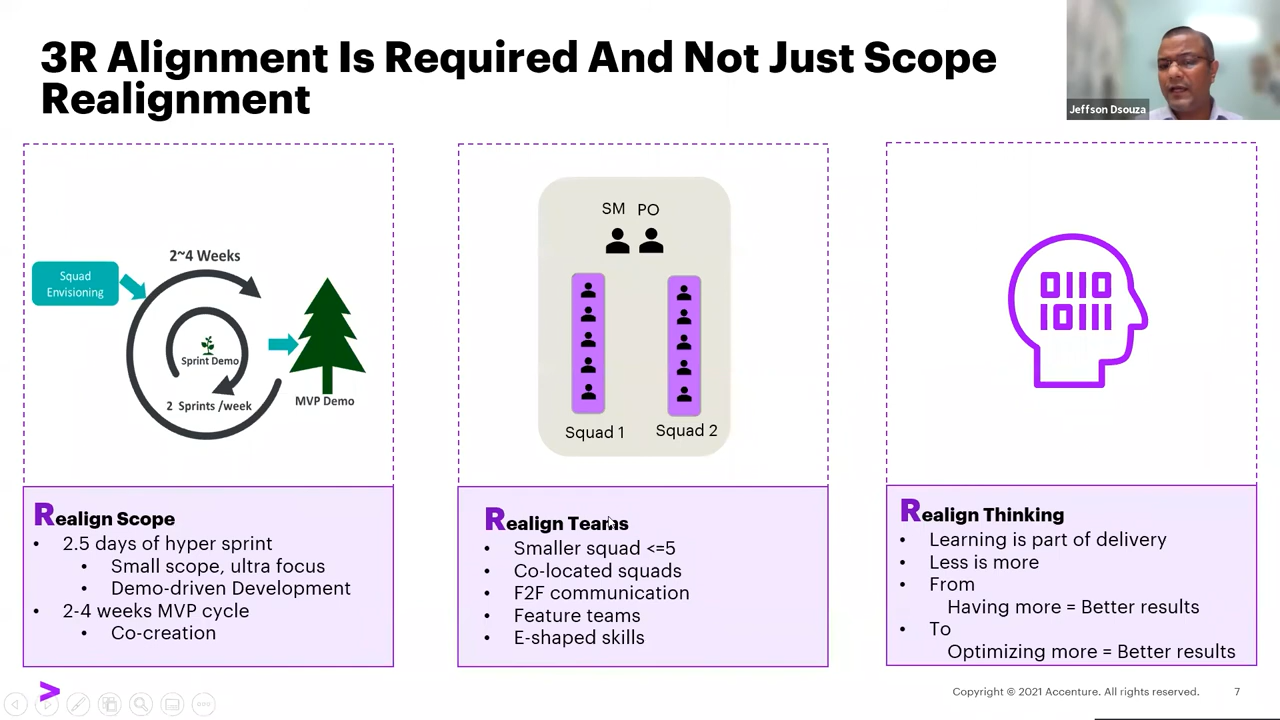 3R Alignment Is Required And Not Just Scope
Realignment
Jeffson Dsouza
2~4 Weeks
Squad
Envisioning
Sprint Demo
2 Sprints /week
MVP Demo
SM PO
Squad 1
Squad 2
0110
10111
Realign Scope
• 2.5 days of hyper sprint
• Small scope, ultra focus
• Demo-driven Development
• 2-4 weeks MVP cycle
• Co-creation
Realign Teams
• Smaller squad <=5
• Co-located squads
• F2F communication
• Feature teams
• E-shaped skills
Realign Thinking
• Learning is part of delivery
• Less is more
• From
Having more = Better results
• To
Optimizing more = Better results
Copyright © 2021 Accenture. All rights reserved. 7